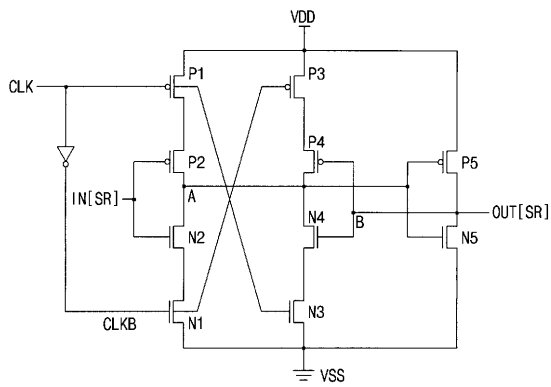 VDD
P1
P3
CLK
P2
P4
P5
IN[SR]
A
B
OUT[SR]
N2
N4
N5
CLKB
N1
N3
VSS